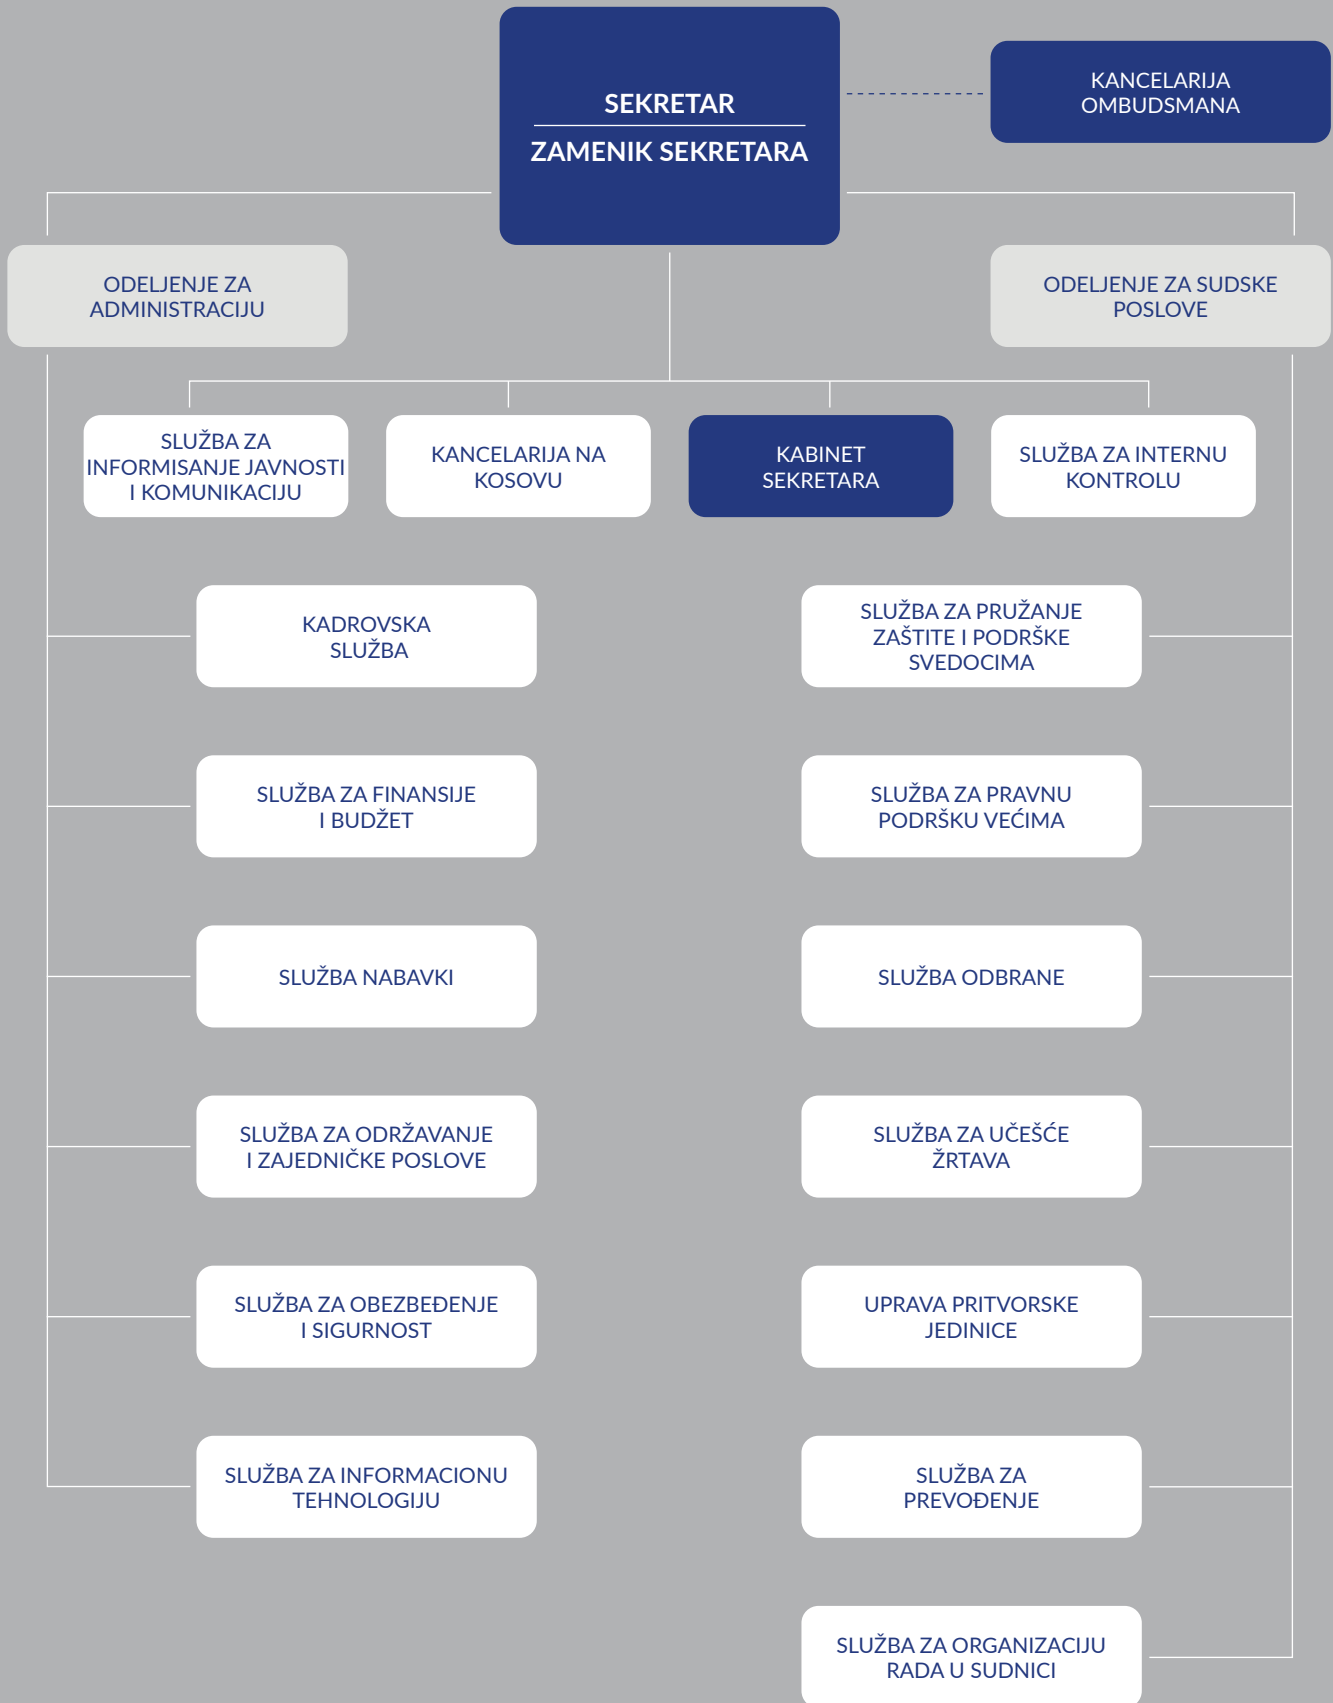 SEKRETAR
ZAMENIK SEKRETARA
KANCELARIJA
OMBUDSMANA
ODELJENJE ZA
ADMINISTRACIJU
ODELJENJE ZA SUDSKE
POSLOVE
SLUŽBA ZA
INFORMISANJE JAVNOSTI
I KOMUNIKACIJU
KANCELARIJA NA
KOSOVU
KABINET
SEKRETARA
SLUŽBA ZA INTERNU
KONTROLU
KADROVSKA
SLUŽBA
SLUŽBA ZA PRUŽANJE
ZAŠTITE I PODRŠKE
SVEDOCIMA
SLUŽBA ZA FINANSIJE
I BUDŽET
SLUŽBA ZA PRAVNU
PODRŠKU VEĆIMA
SLUŽBA NABAVKI
SLUŽBA ODBRANE
SLUŽBA ZA ODRŽAVANJE
I ZAJEDNIČKE POSLOVE
SLUŽBA ZA UČEŠĆE
ŽRTAVA
SLUŽBA ZA OBEZBEĐENJE
I SIGURNOST
UPRAVA PRITVORSKE
JEDINICE
SLUŽBA ZA INFORMACIONU
TEHNOLOGIJU
SLUŽBA ZA
PREVOĐENJE
SLUŽBA ZA ORGANIZACIJU
RADA U SUDNICI